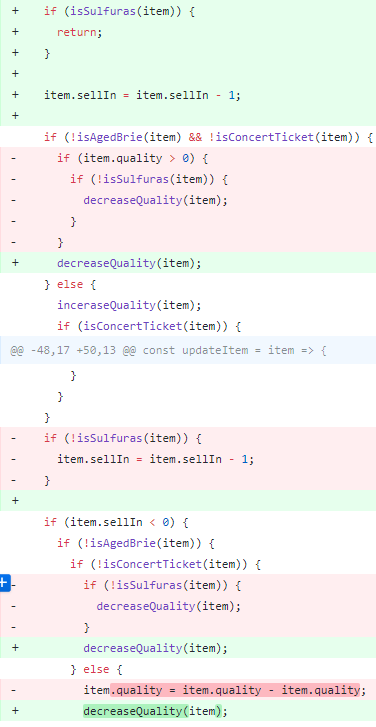 + if (isSulfuras(item)) {
+ return;
+ }
+
+ item.sellIn = item.sellIn - 1;
+
if (!isAgedBrie(item) && !isConcertTicket(item)) {
- if (item.quality > 0) {
- if (!isSulfuras(item)) {
- decreaseQuality(item);
- }
- }
+ decreaseQuality(item);
} else {
inceraseQuality(item);
if (isConcertTicket(item)) {
@@ -48,17 +50,13 @@ const updateItem = item => {
}
}
}
- if (!isSulfuras(item)) {
- item.sellIn = item.sellIn - 1;
- }
+
if (item.sellIn < 0) {
if (!isAgedBrie(item)) {
if (!isConcertTicket(item)) {
+ - if (!isSulfuras(item)) {
- decreaseQuality(item);
- }
+ decreaseQuality(item);
} else {
- item.quality = item.quality - item.quality;
+ decreaseQuality(item);